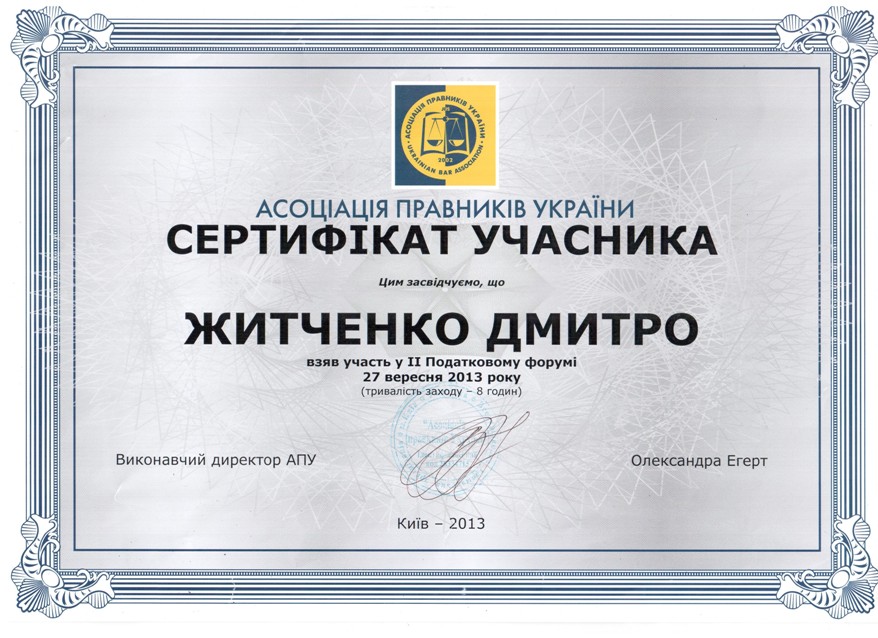 АСОЦІАЦІЯ ПРАВНИКІВ УКРАЇНИ
UKRAINIAN BAR ASSOCIATION
2002
АСОЦІАЦІЯ ПРАВНИКІВ УКРАЇНИ
СЕРТИФІКАТ УЧАСНИКА
Цим засвідчуємо, що
ЖИТЧЕНКО ДМИТРО
взяв участь у II Податковому форумі
27 вересня 2013 року
(тривалість заходу – 8 годин)
Виконавчий директор АПУ
Олександра Егерт
Київ – 2013